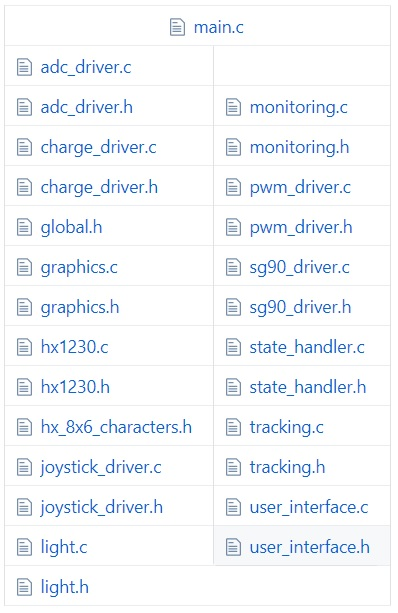 main.c
adc_driver.c
adc_driver.h
monitoring.c
charge_driver.c
monitoring.h
charge_driver.h
pwm_driver.c
global.h
pwm_driver.h
graphics.c
sg90_driver.c
graphics.h
sg90_driver.h
hx1230.c
state_handler.c
hx1230.h
state_handler.h
hx_8x6_characters.h
tracking.c
joystick_driver.c
tracking.h
joystick_driver.h
user_interface.c
light.c
user_interface.h
light.h